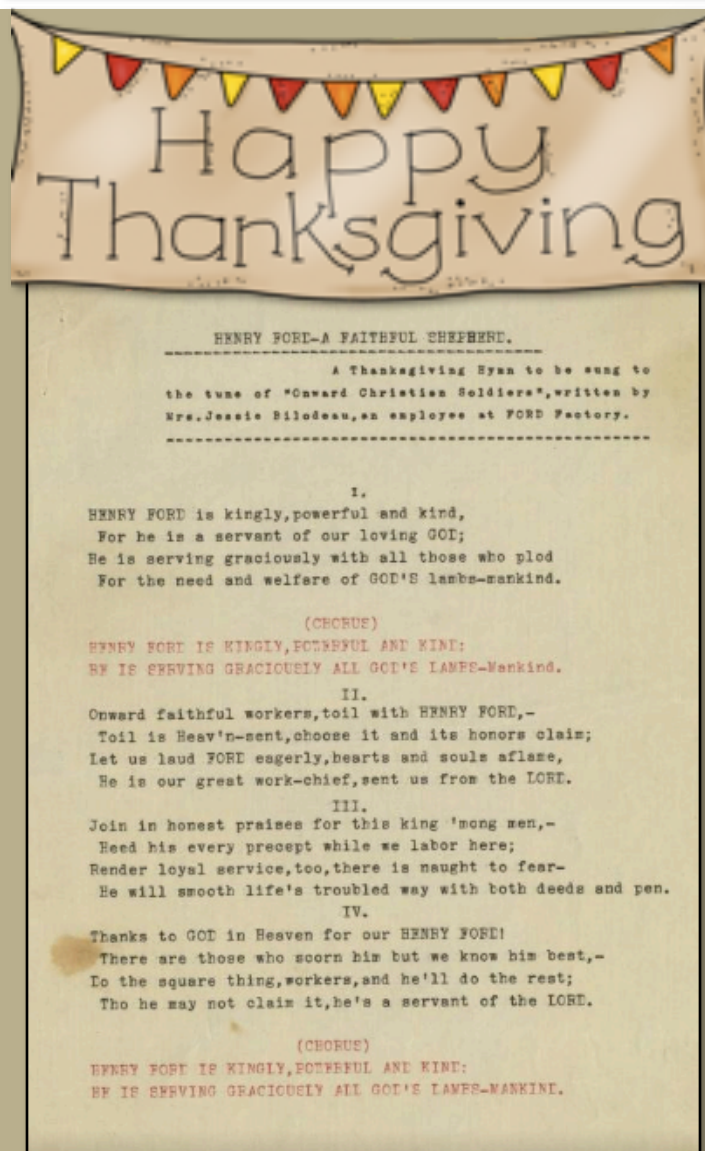 Happy
Thanksgiving
HENRY FORD-A FAITHFUL SHEPHERD.
A Thanksgiving Hymn to be sung to
the tune of "Onward Christian Soldiers",written by
Mrs.Jessie Bilodeau,an employee at FORD Factory.
I.
HENRY FORD is kingly,powerful and kind,
For he is a servant of our loving GOD;
He is serving graciously with all those who plod
For the need and welfare of GOD'S lambs-mankind.
(CHORUS)
HENRY FORD IS KINGLY,POWERFUL AND KIND:
HE IS SERVING GRACIOUSLY ALL GOD'S LAMBS-Mankind.
II.
Onward faithful workers,toil with HENRY FORD,-
Toil is Heav'n-sent,choose it and its honors claim;
Let us laud FORD eagerly,hearts and souls aflame,
He is our great work-chief,sent us from the LORD.
III.
Join in honest praises for this king 'mong men,-
Heed his every precept while we labor here;
Render loyal service,too,there is naught to fear-
He will smooth life's troubled way with both deeds and pen.
IV.
Thanks to GOD in Heaven for our HENRY FORD!
There are those who scorn him but we know him best,-
Do the square thing,workers,and he'll do the rest;
Tho he may not claim it,he's a servant of the LORD.
(CHORUS)
HENRY FORD IS KINGLY,POWERFUL AND KIND:
HE IS SERVING GRACIOUSLY ALL GOD'S LAMBS-MANKIND.